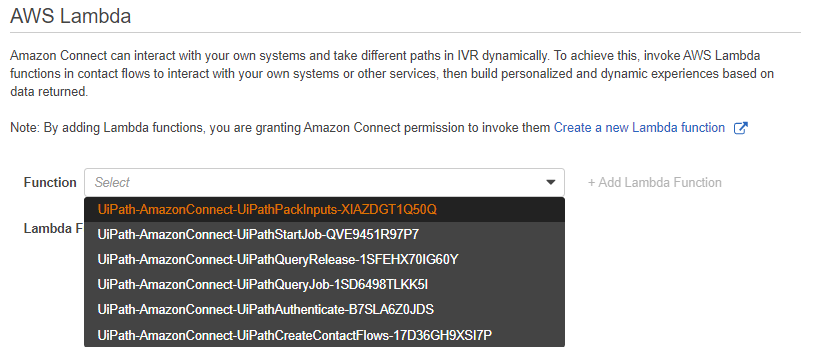 AWS Lambda
Amazon Connect can interact with your own systems and take different paths in IVR dynamically. To achieve this, invoke AWS Lambda
functions in contact flows to interact with your own systems or other services, then build personalized and dynamic experiences based on
data returned.
Note: By adding Lambda functions, you are granting Amazon Connect permission to invoke them Create a new Lambda function
Function Select + Add Lambda Function
UiPath-AmazonConnect-UiPathPackInputs-XIAZDGT1Q50Q
Lambda F UiPath-AmazonConnect-UiPathStartJob-QVE9451R97P7
UiPath-AmazonConnect-UiPathQueryRelease-1SFEHX70IG60Y
UiPath-AmazonConnect-UiPathQueryJob-1SD6498TLKK5I
UiPath-AmazonConnect-UiPathAuthenticate-B7SLA6Z0JDS
UiPath-AmazonConnect-UiPathCreateContactFlows-17D36GH9XSI7P